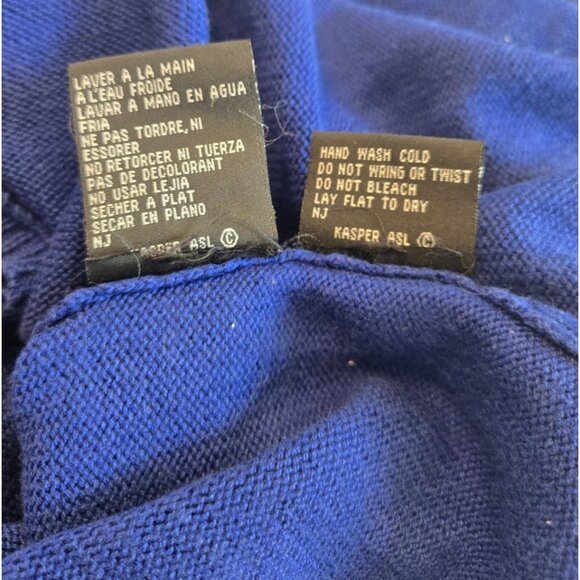 LAVER A LA MAIN
A L'EAU FROIDE
LAVAR A MANO EN AGUA
FRIA
NE PAS TORDRE, NI
ESSORER
NO RETORCER NI TUERZA
PAS DE DECOLORANT
NO USAR LEJIA
SECHER A PLAT
SECAR EN PLANO
NJ
KASPER ASL ©
HAND WASH COLD
DO NOT WRING OR TWIST
DO NOT BLEACH
LAY FLAT TO DRY
NJ
KASPER ASL ©